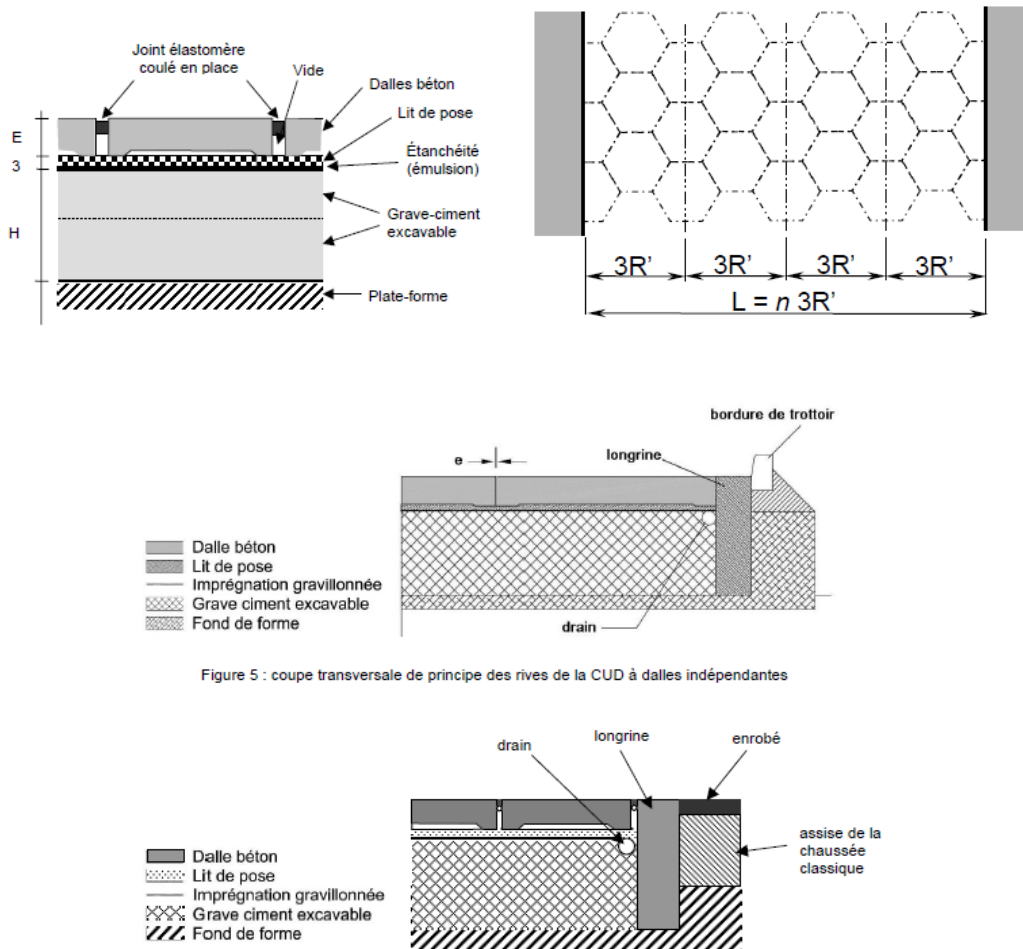 Joint élastomère
coulé en place
Vide
Dalles béton
Lit de pose
E
3
Étanchéité
(émulsion)
H
Grave-ciment
excavable
Plate-forme
3R’ 3R’ 3R’ 3R’
L = n 3R’
bordure de trottoir
longrine
e
Dalle béton
Lit de pose
Imprégnation gravillonnée
Grave ciment excavable
Fond de forme
drain
Figure 5 : coupe transversale de principe des rives de la CUD à dalles indépendantes
drain
longrine
enrobé
assise de la
chaussée
classique
Dalle béton
Lit de pose
Imprégnation gravillonnée
Grave ciment excavable
Fond de forme